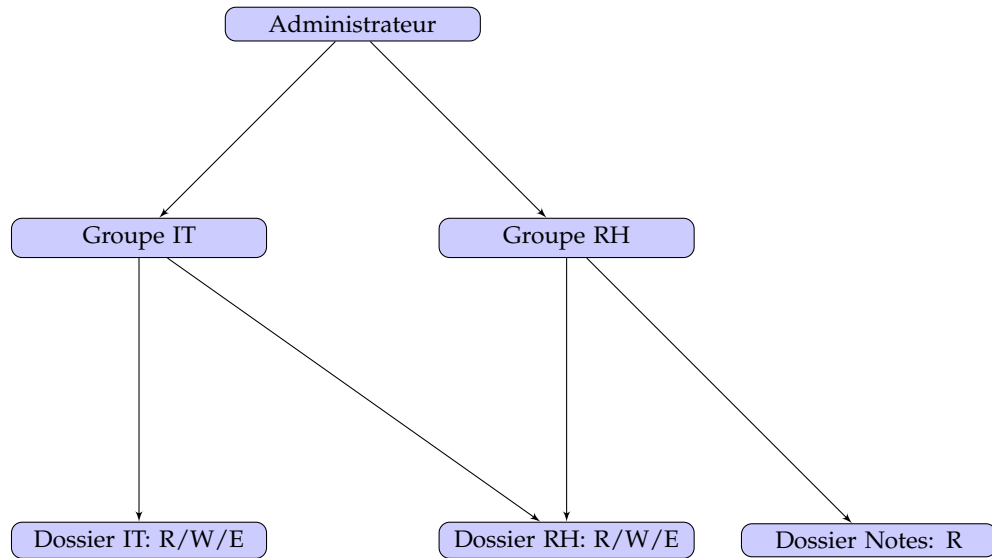 Administrateur
Groupe IT
Groupe RH
Dossier IT: R/W/E
Dossier RH: R/W/E
Dossier Notes: R